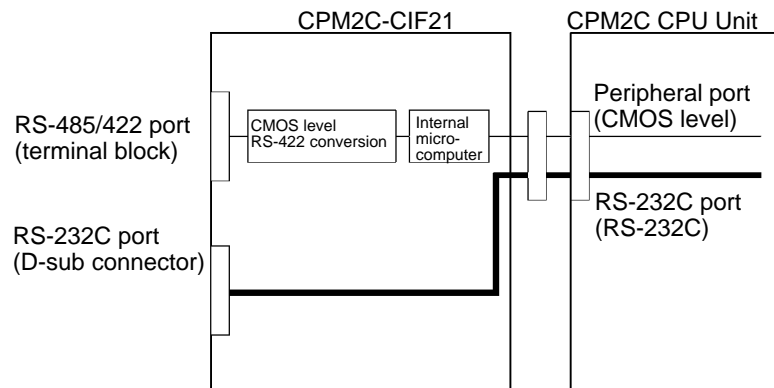 CPM2C-CIF21
CPM2C CPU Unit
RS-485/422 port
(terminal block)
CMOS level
RS-422 conversion
Internal
micro-
computer
Peripheral port
(CMOS level)
RS-232C port
(D-sub connector)
RS-232C port
(RS-232C)